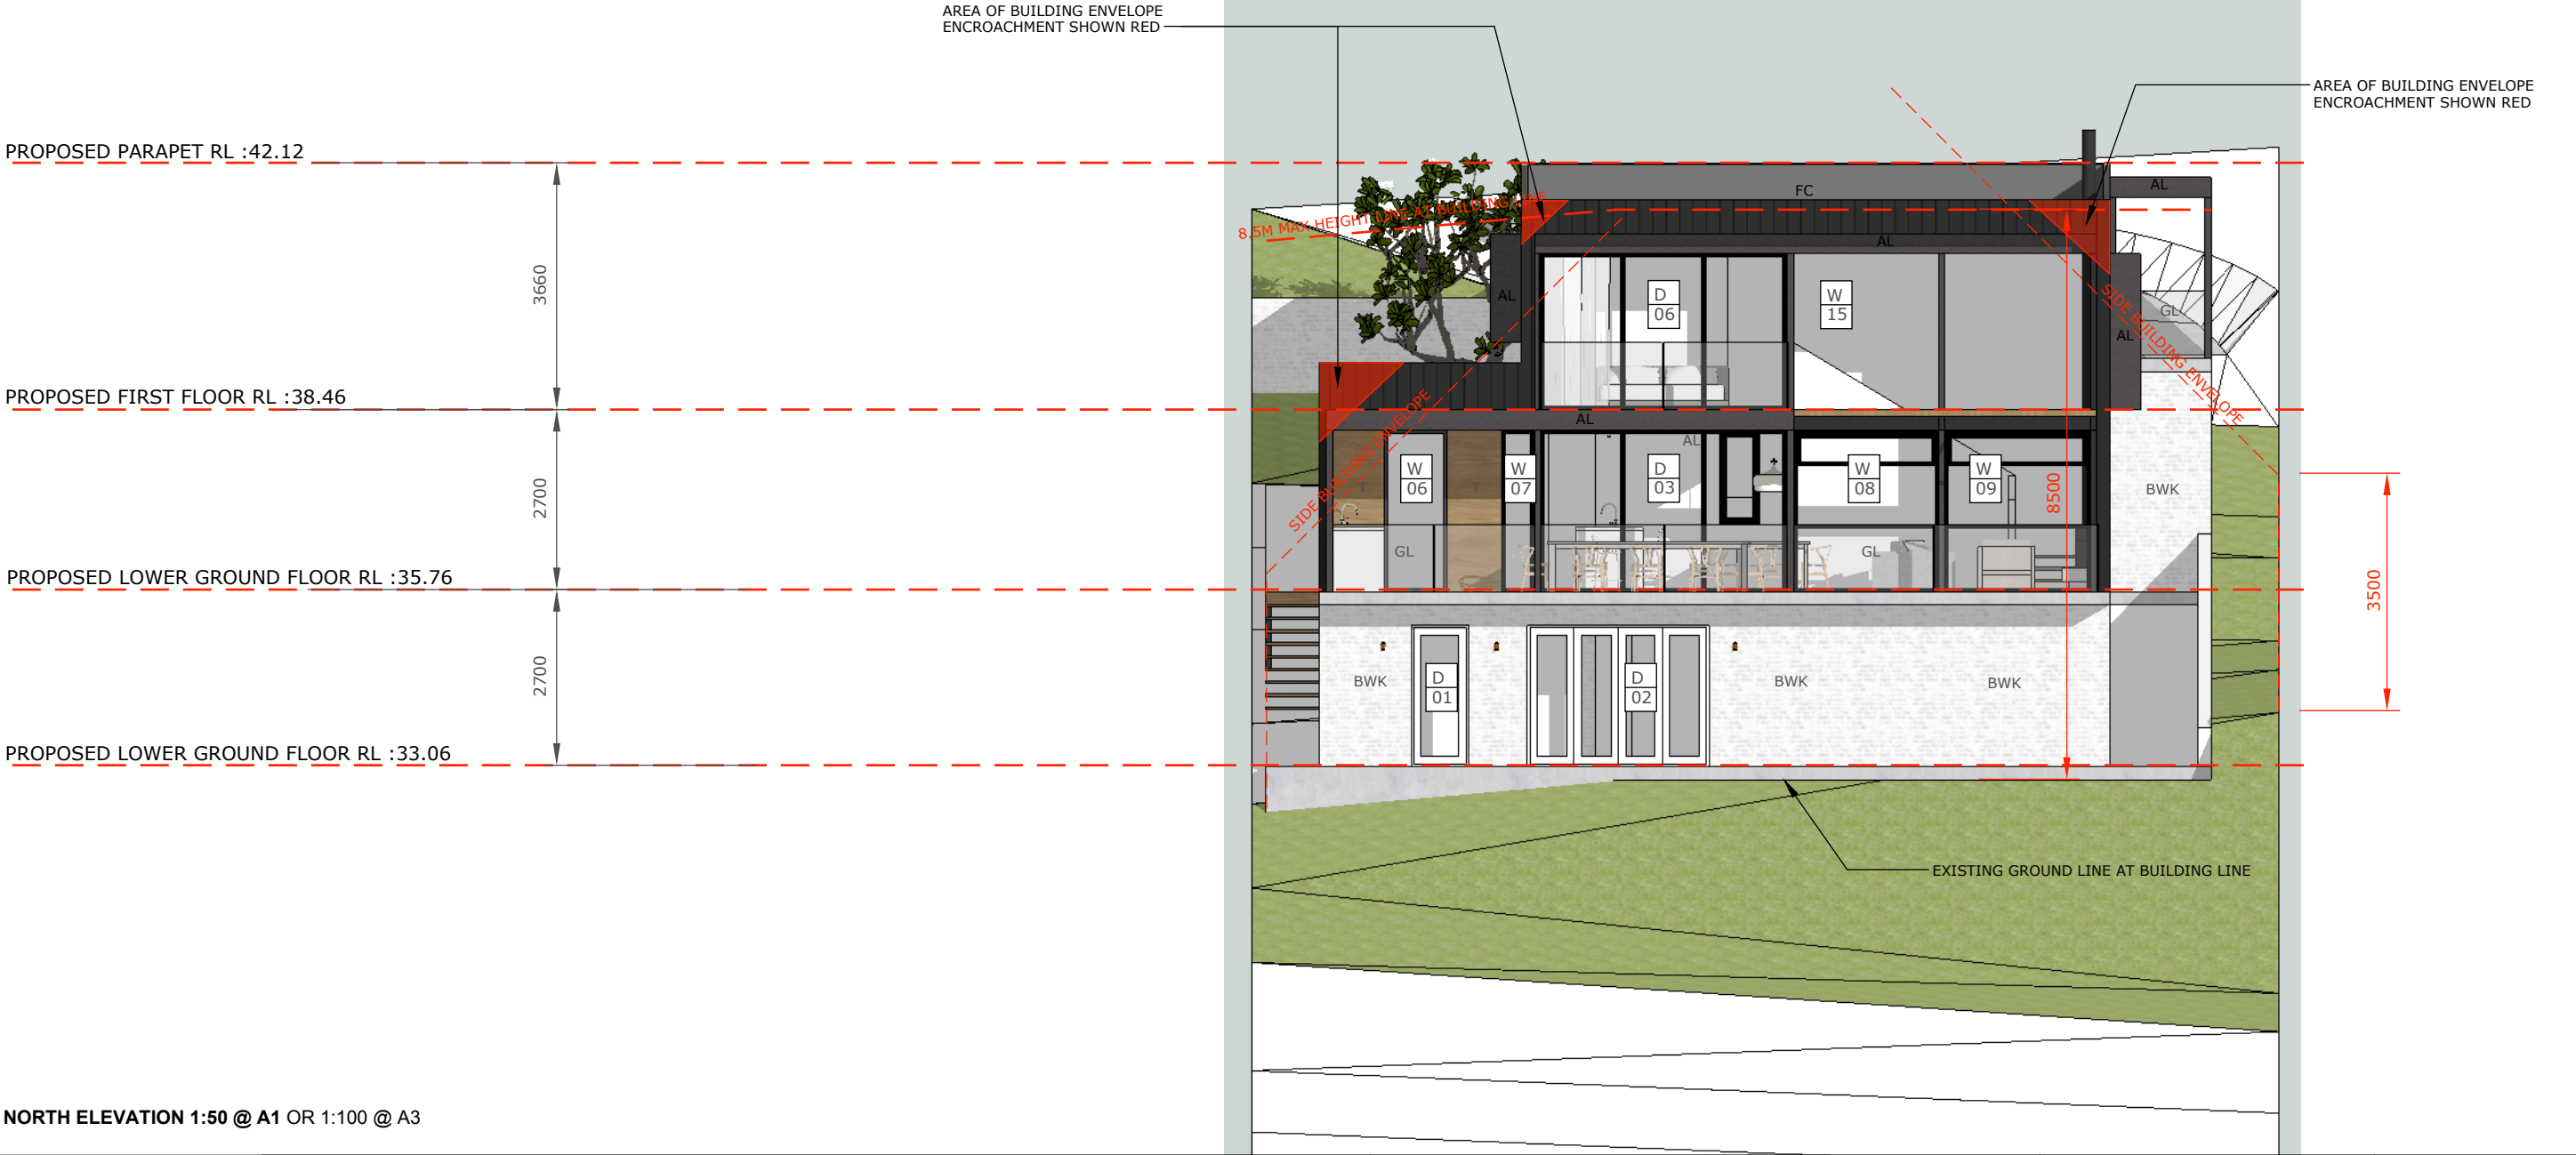 AREA OF BUILDING ENVELOPE
ENCROACHMENT SHOWN RED
AREA OF BUILDING ENVELOPE
ENCROACHMENT SHOWN RED
PROPOSED PARAPET RL :42.12
FC
AL
8.5M MAX HEIGHT LINE AT BUILDING LINE
AL
3660
D
06
W
15
AL
GL
AL
SIDE BUILDING ENVELOPE
PROPOSED FIRST FLOOR RL :38.46
AL
AL
SIDE BUILDING ENVELOPE
2700
T
W
06
T
W
07
D
03
W
08
W
09
8500
BWK
GL
GL
3500
PROPOSED LOWER GROUND FLOOR RL :35.76
2700
BWK
D
01
D
02
BWK
BWK
PROPOSED LOWER GROUND FLOOR RL :33.06
EXISTING GROUND LINE AT BUILDING LINE
NORTH ELEVATION 1:50 @ A1 OR 1:100 @ A3